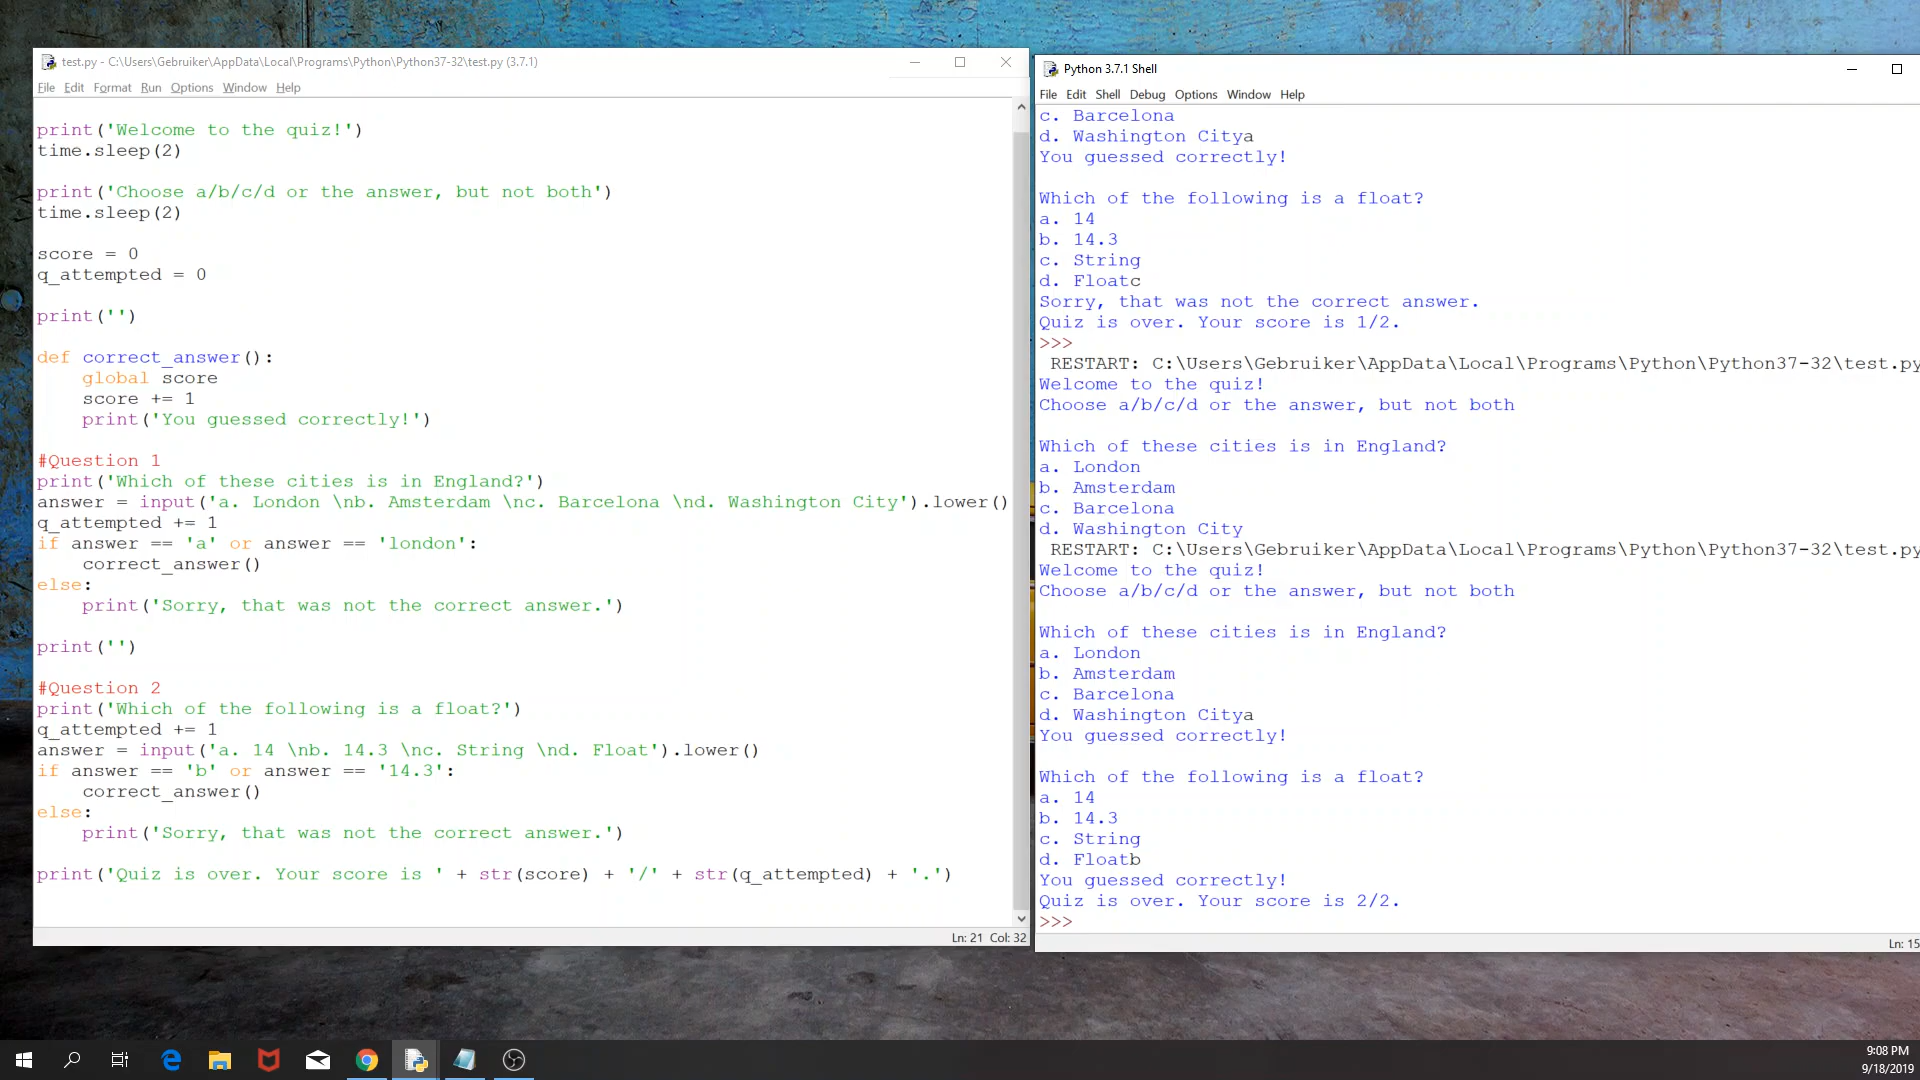 test.py - C:\Users\Gebruiker\AppData\Local\Programs\Python\Python37-32\test.py (3.7.1)
File Edit Format Run Options Window Help
print('Welcome to the quiz!')
time.sleep(2)
print('Choose a/b/c/d or the answer, but not both')
time.sleep(2)
score = 0
q_attempted = 0
print('')
def correct_answer():
    global score
    score += 1
    print('You guessed correctly!')
#Question 1
print('Which of these cities is in England?')
answer = input('a. London \nb. Amsterdam \nc. Barcelona \nd. Washington City').lower()
q_attempted += 1
if answer == 'a' or answer == 'london':
    correct_answer()
else:
    print('Sorry, that was not the correct answer.')
print('')
#Question 2
print('Which of the following is a float?')
q_attempted += 1
answer = input('a. 14 \nb. 14.3 \nc. String \nd. Float').lower()
if answer == 'b' or answer == '14.3':
    correct_answer()
else:
    print('Sorry, that was not the correct answer.')
print('Quiz is over. Your score is ' + str(score) + '/' + str(q_attempted) + '.')
Ln: 21 Col: 32
Python 3.7.1 Shell
File Edit Shell Debug Options Window Help
c. Barcelona
d. Washington Citya
You guessed correctly!
Which of the following is a float?
a. 14
b. 14.3
c. String
d. Floatc
Sorry, that was not the correct answer.
Quiz is over. Your score is 1/2.
>>>
RESTART: C:\Users\Gebruiker\AppData\Local\Programs\Python\Python37-32\test.py
Welcome to the quiz!
Choose a/b/c/d or the answer, but not both
Which of these cities is in England?
a. London
b. Amsterdam
c. Barcelona
d. Washington City
RESTART: C:\Users\Gebruiker\AppData\Local\Programs\Python\Python37-32\test.py
Welcome to the quiz!
Choose a/b/c/d or the answer, but not both
Which of these cities is in England?
a. London
b. Amsterdam
c. Barcelona
d. Washington Citya
You guessed correctly!
Which of the following is a float?
a. 14
b. 14.3
c. String
d. Floatb
You guessed correctly!
Quiz is over. Your score is 2/2.
>>>
Ln: 15
9:08 PM
9/18/2019